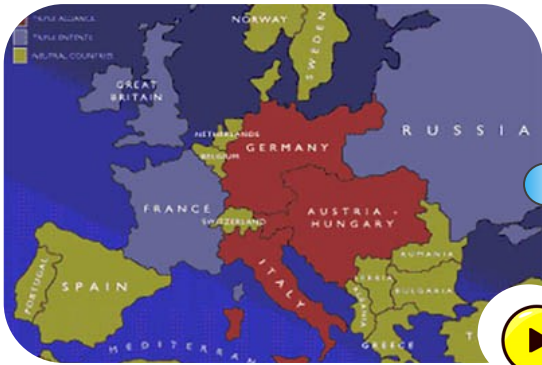 TRIPLE ALLIANCE
TRIPLE ENTENTE
NEUTRAL COUNTRIES
NORWAY
SWEDEN
GREAT
BRITAIN
NETHERLANDS
BELGIUM
GERMANY
RUSSIA
FRANCE
SWITZERLAND
AUSTRIA -
HUNGARY
ITALY
RUMANIA
SERBIA
BULGARIA
PORTUGAL
SPAIN
GREECE
T
MEDITERRAN